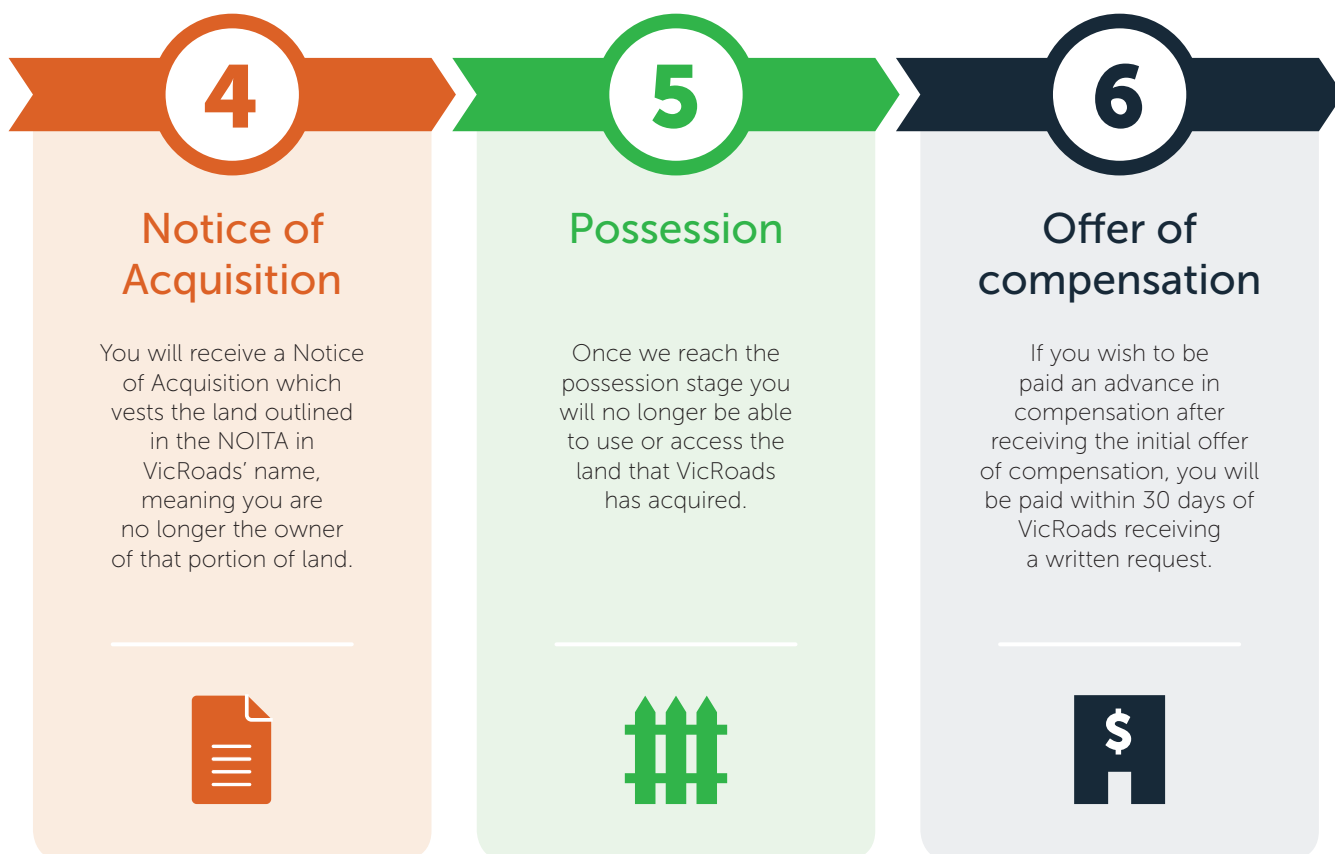 4
Notice of
Acquisition
You will receive a Notice
of Acquisition which
vests the land outlined
in the NOITA in
VicRoads’ name,
meaning you are
no longer the owner
of that portion of land.
5
Possession
Once we reach the
possession stage you
will no longer be able
to use or access the
land that VicRoads
has acquired.
6
Offer of
compensation
If you wish to be
paid an advance in
compensation after
receiving the initial offer
of compensation, you will
be paid within 30 days of
VicRoads receiving
a written request.
$